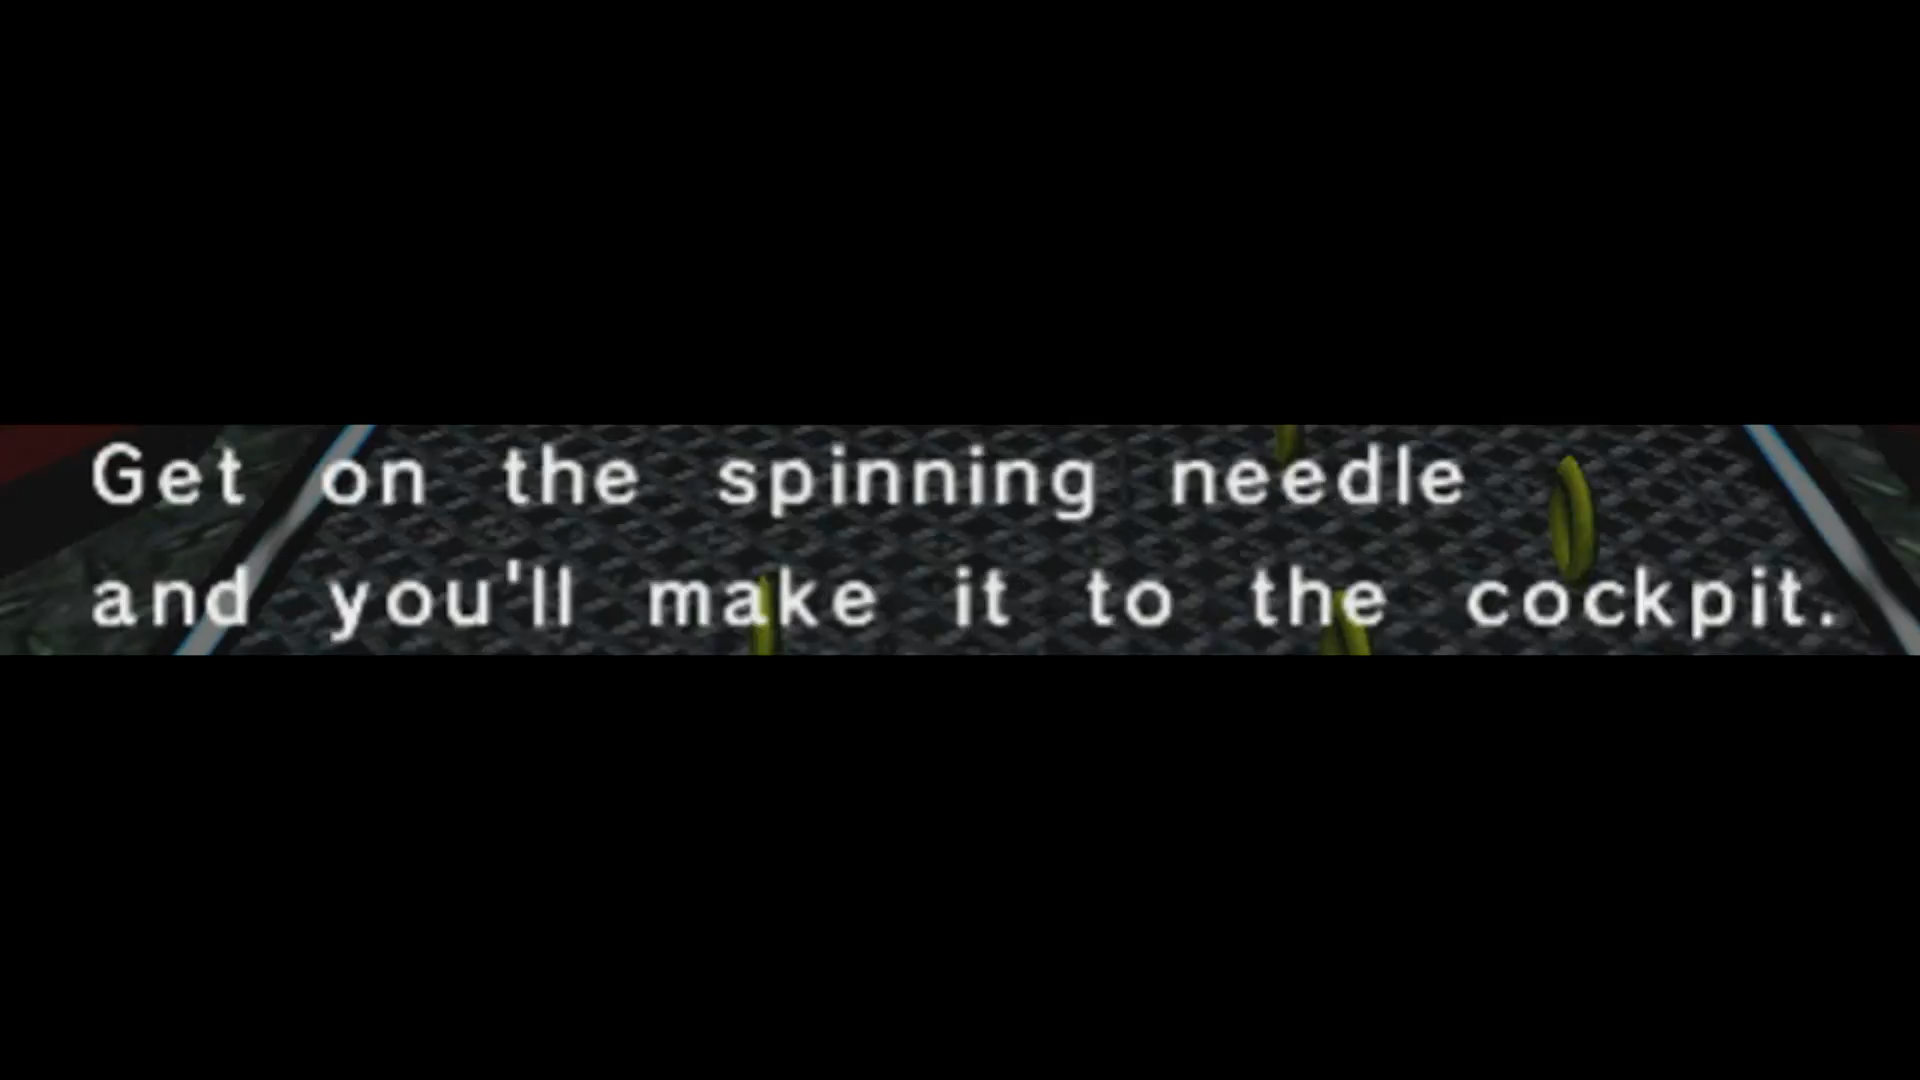 Get on the spinning needle
and you'll make it to the cockpit.